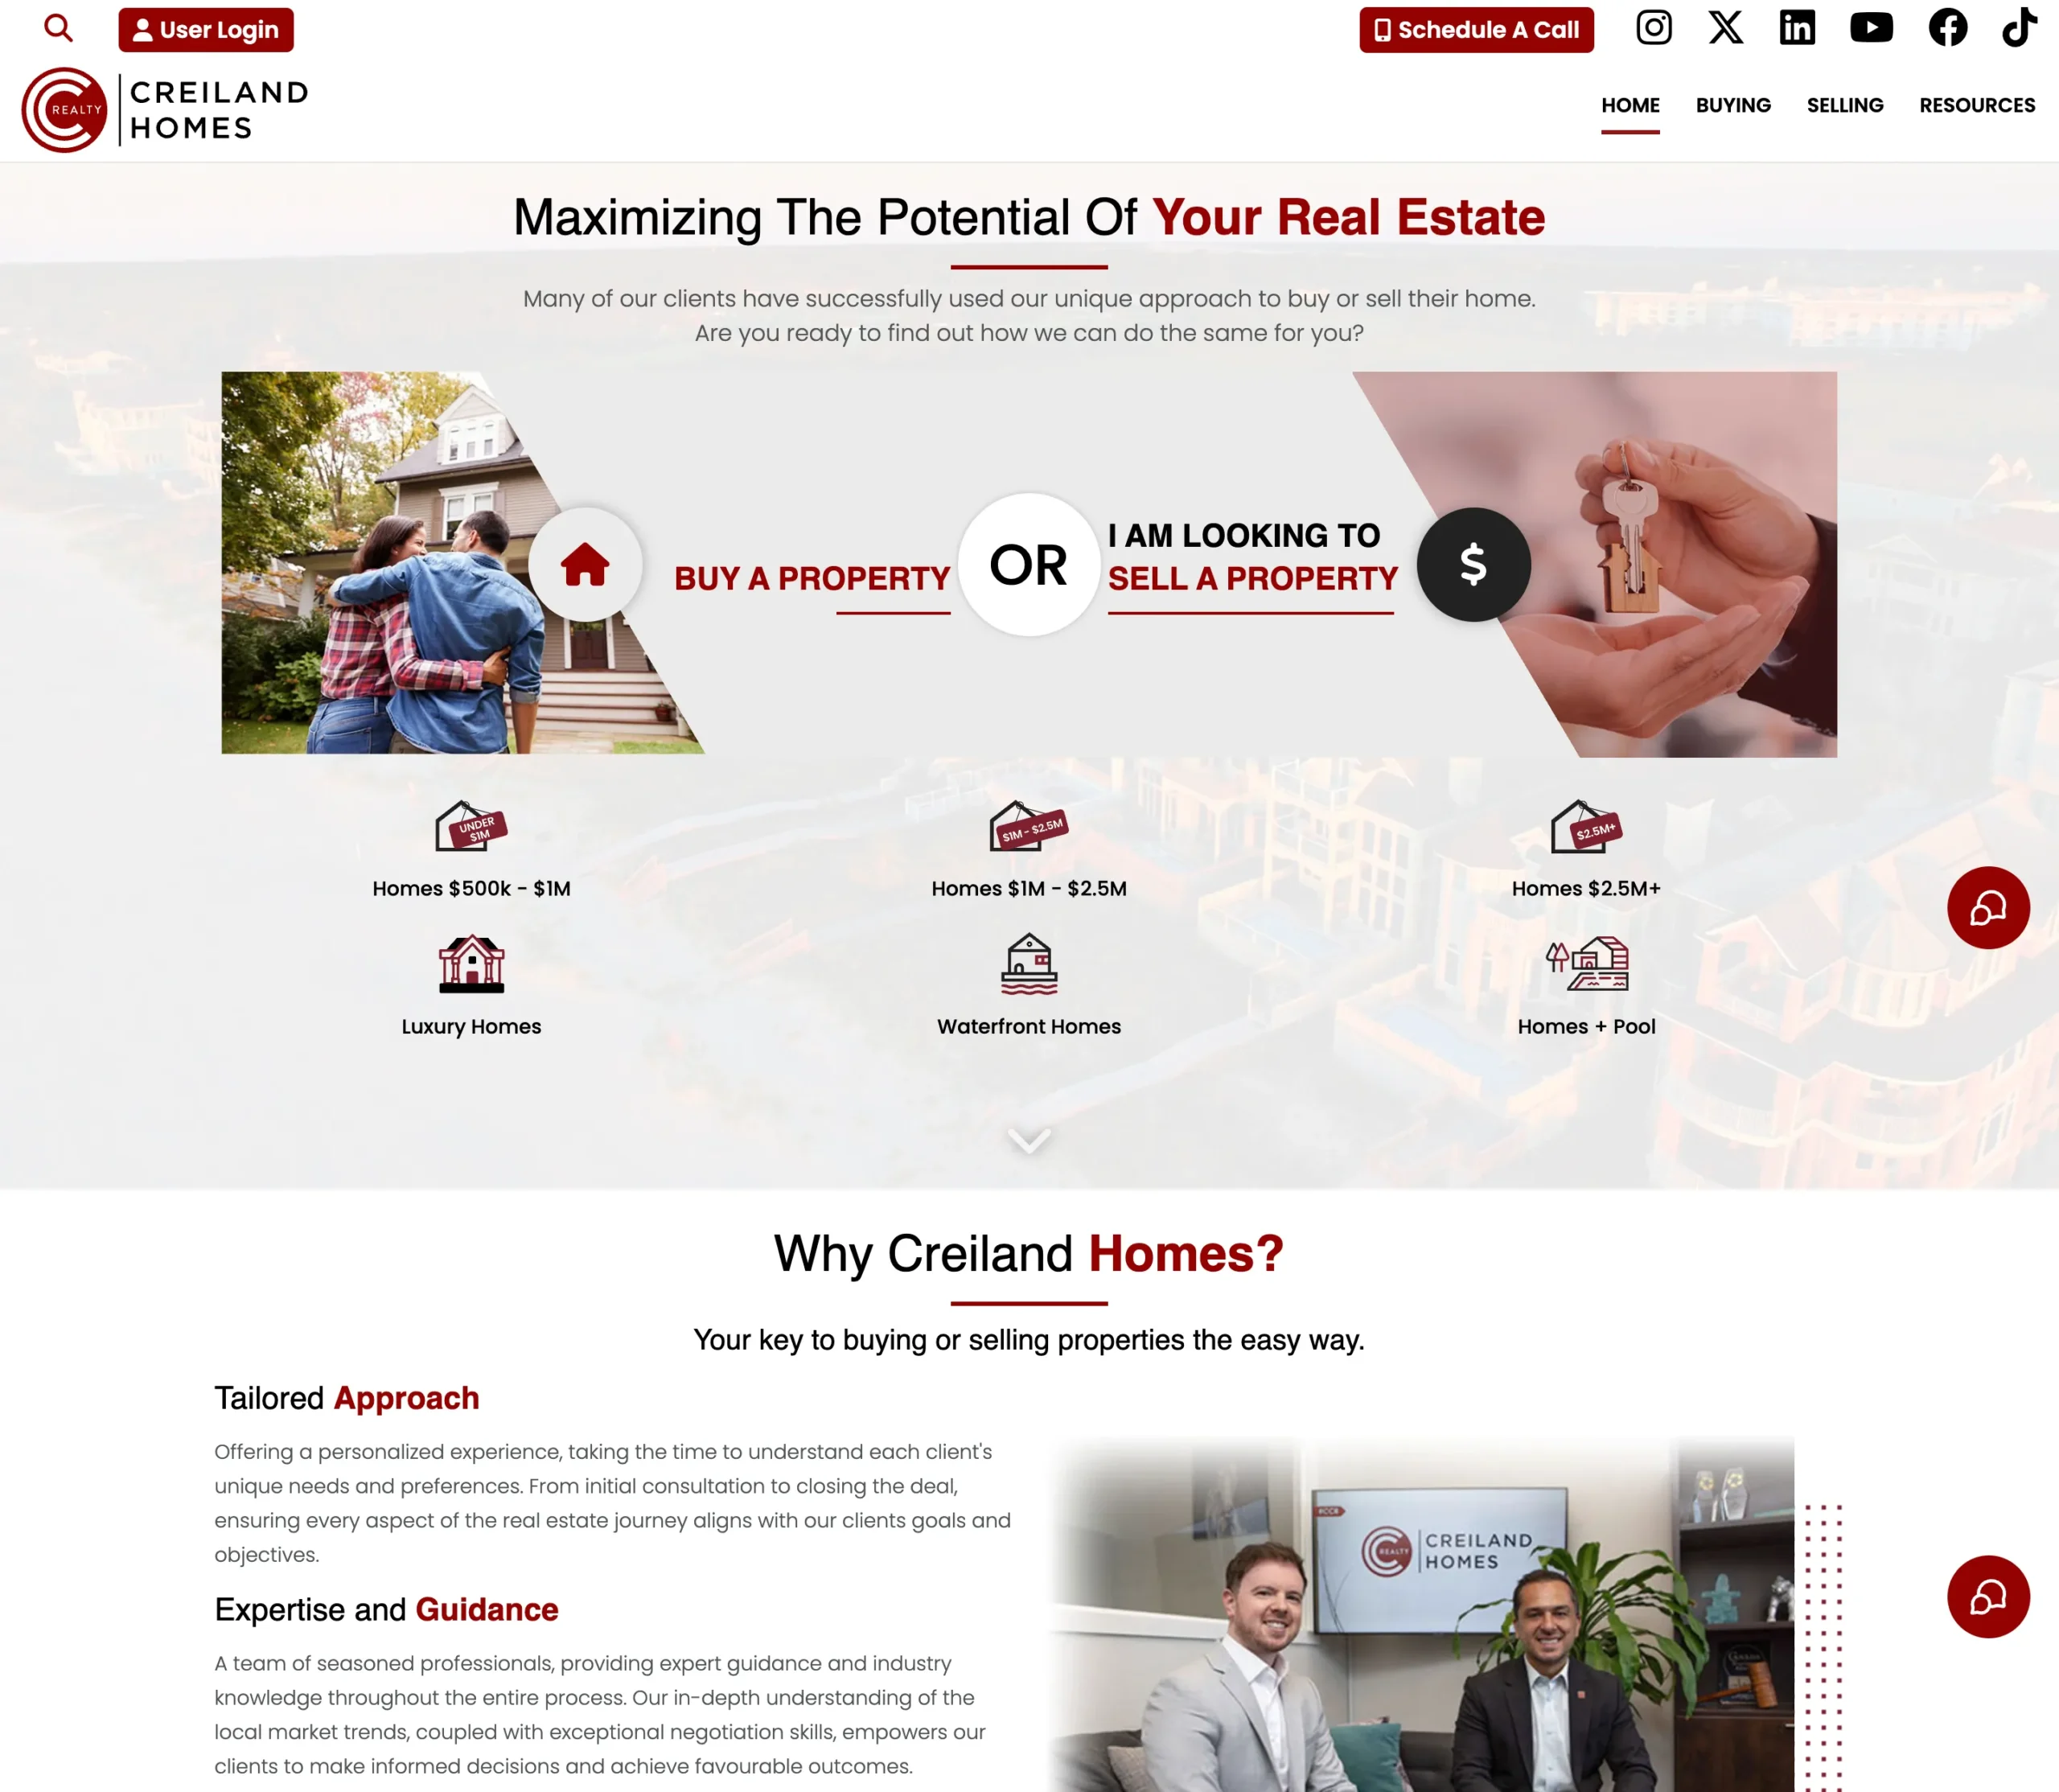 User Login
Schedule A Call
REALTY
CREILAND
HOMES
HOME
BUYING
SELLING
RESOURCES
Maximizing The Potential Of Your Real Estate
Many of our clients have successfully used our unique approach to buy or sell their home.
Are you ready to find out how we can do the same for you?
BUY A PROPERTY
OR
I AM LOOKING TO
SELL A PROPERTY
$
UNDER
$1M
$1M - $2.5M
$2.5M+
Homes $500k - $1M
Homes $1M - $2.5M
Homes $2.5M+
Luxury Homes
Waterfront Homes
Homes + Pool
Why Creiland Homes?
Your key to buying or selling properties the easy way.
Tailored Approach
Offering a personalized experience, taking the time to understand each client's
unique needs and preferences. From initial consultation to closing the deal,
ensuring every aspect of the real estate journey aligns with our clients goals and
objectives.
REALTY
CREILAND
HOMES
Expertise and Guidance
A team of seasoned professionals, providing expert guidance and industry
knowledge throughout the entire process. Our in-depth understanding of the
local market trends, coupled with exceptional negotiation skills, empowers our
clients to make informed decisions and achieve favourable outcomes.